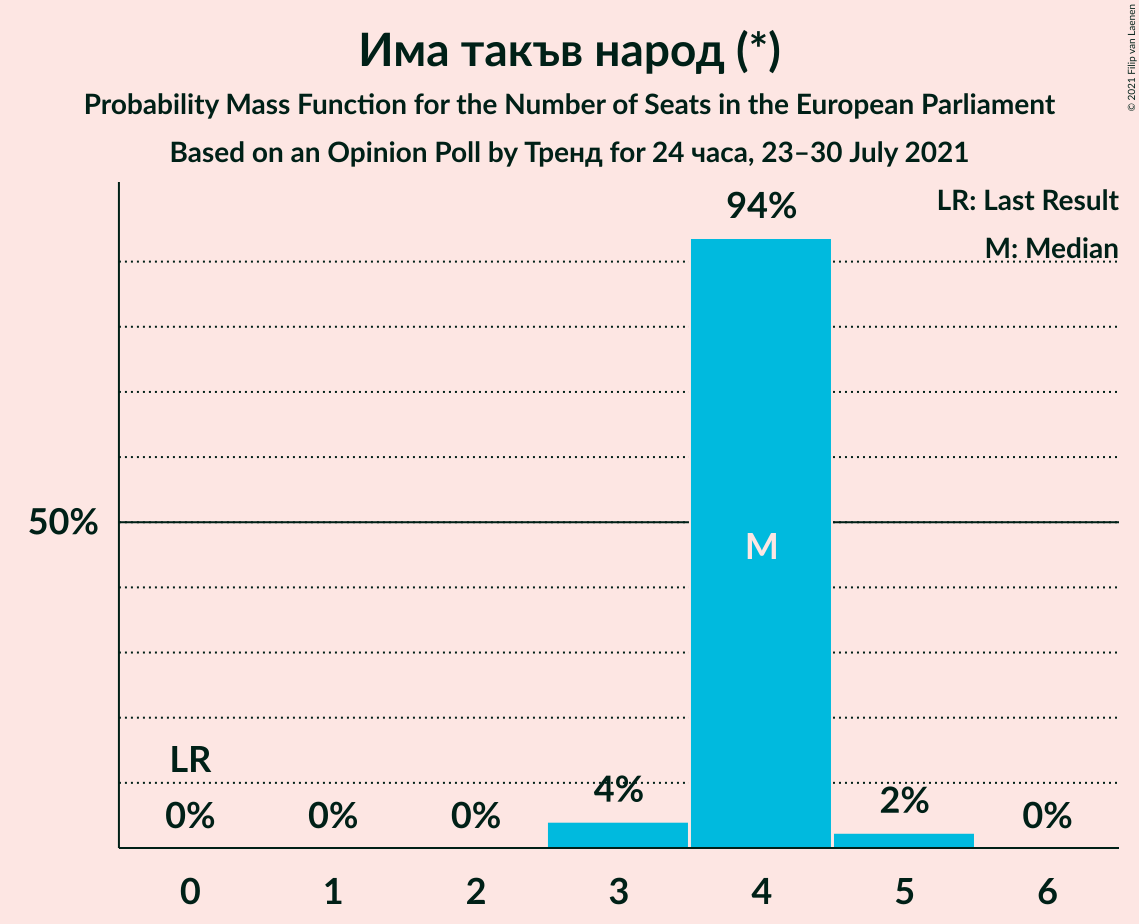 Има такъв народ (*)
Probability Mass Function for the Number of Seats in the European Parliament
Based on an Opinion Poll by Тренд for 24 часа, 23–30 July 2021
© 2021 Filip van Laenen
LR: Last Result
M: Median
94%
50%
M
LR
0%
0%
0%
4%
2%
0%
0
1
2
3
4
5
6